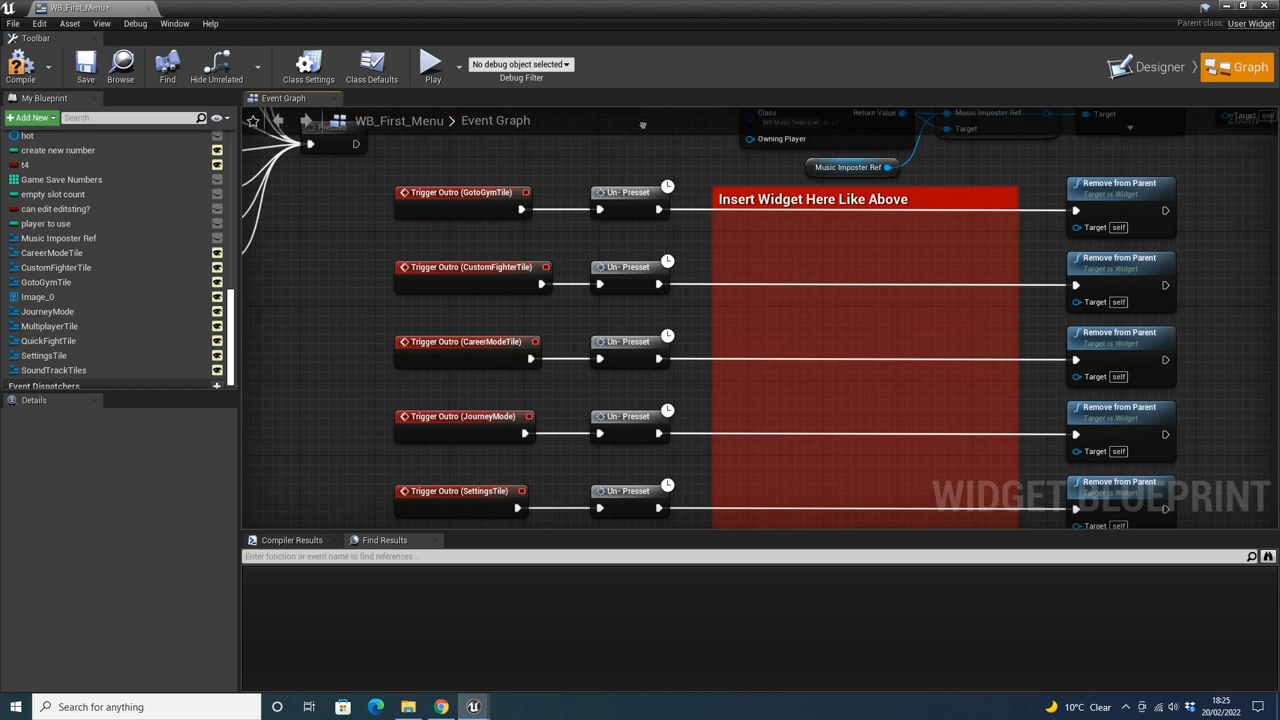 WB_First_Menu*
File Edit Asset View Debug Window Help
Parent class: User Widget
Toolbar
Compile Save Browse Find Hide Unrelated Class Settings Class Defaults Play
No debug object selected
Debug Filter
Designer
Graph
My Blueprint
Event Graph
Add New
Search
WB_First_Menu > Event Graph
hot
create new number
t4
Game Save Numbers
empty slot count
can edit editsting?
player to use
Music Imposter Ref
CareerModeTile
CustomFighterTile
GotoGymTile
Image_0
JourneyMode
MultiplayerTile
QuickFightTile
SettingsTile
SoundTrackTiles
Event Dispatchers
Details
Class
Return Value
Owning Player
Music Imposter Ref
Music Imposter Ref
Target
Target
Target
Trigger Outro (GotoGymTile)
Un- Presset
Insert Widget Here Like Above
Remove from Parent
Target is Widget
Target self
Trigger Outro (CustomFighterTile)
Un- Presset
Remove from Parent
Target is Widget
Target self
Trigger Outro (CareerModeTile)
Un- Presset
Remove from Parent
Target is Widget
Target self
Trigger Outro (JourneyMode)
Un- Presset
Remove from Parent
Target is Widget
Target self
Trigger Outro (SettingsTile)
Un- Presset
Remove from Parent
Target is Widget
Target self
WIDGET BLUEPRINT
Compiler Results
Find Results
Enter function or event name to find references...
Search for anything
10°C Clear
18:25
20/02/2022